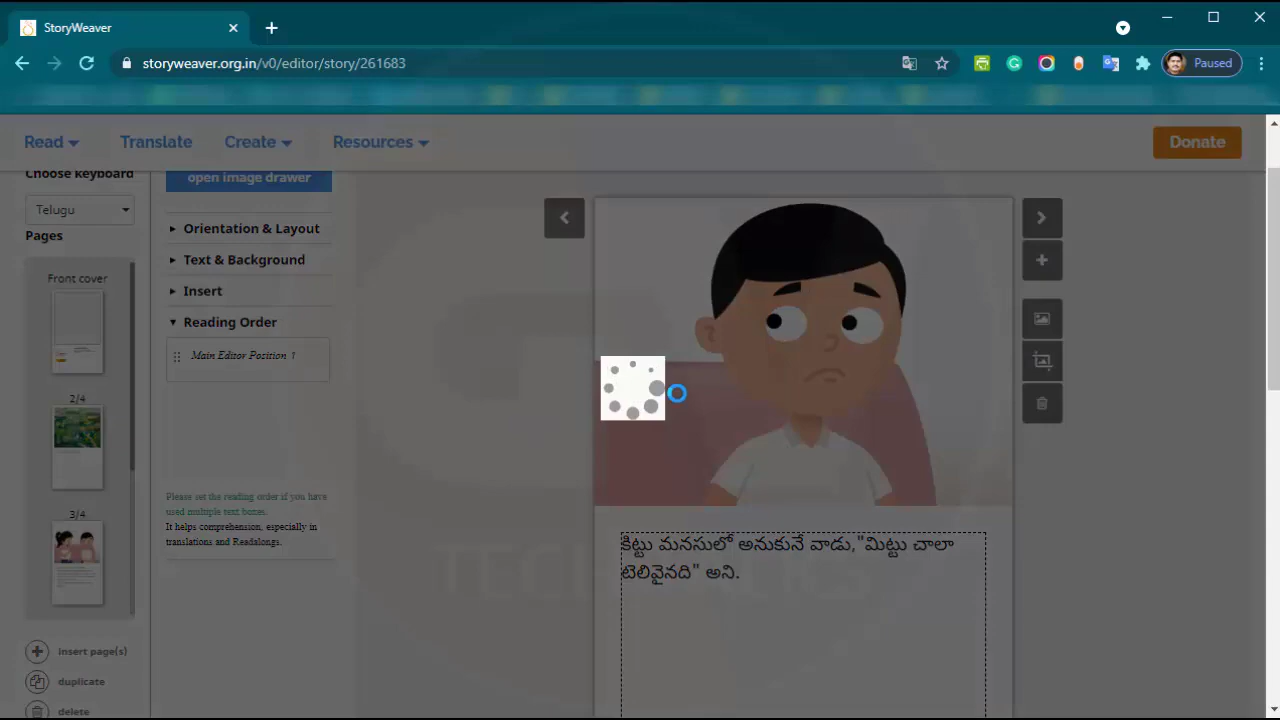 StoryWeaver
storyweaver.org.in/v0/editor/story/261683
Paused
Read
Translate
Create
Resources
Donate
Choose keyboard
Telugu
Pages
Front cover
2/4
3/4
insert page(s)
duplicate
delete
open image drawer
Orientation & Layout
Text & Background
Insert
Reading Order
Main Editor Position 1
Please set the reading order if you have
used multiple text boxes.
It helps comprehension, especially in
translations and Readalongs.
కిట్టు మనసులో అనుకునే వాడు,"మిట్టు చాలా
టెలివైనది" అని.